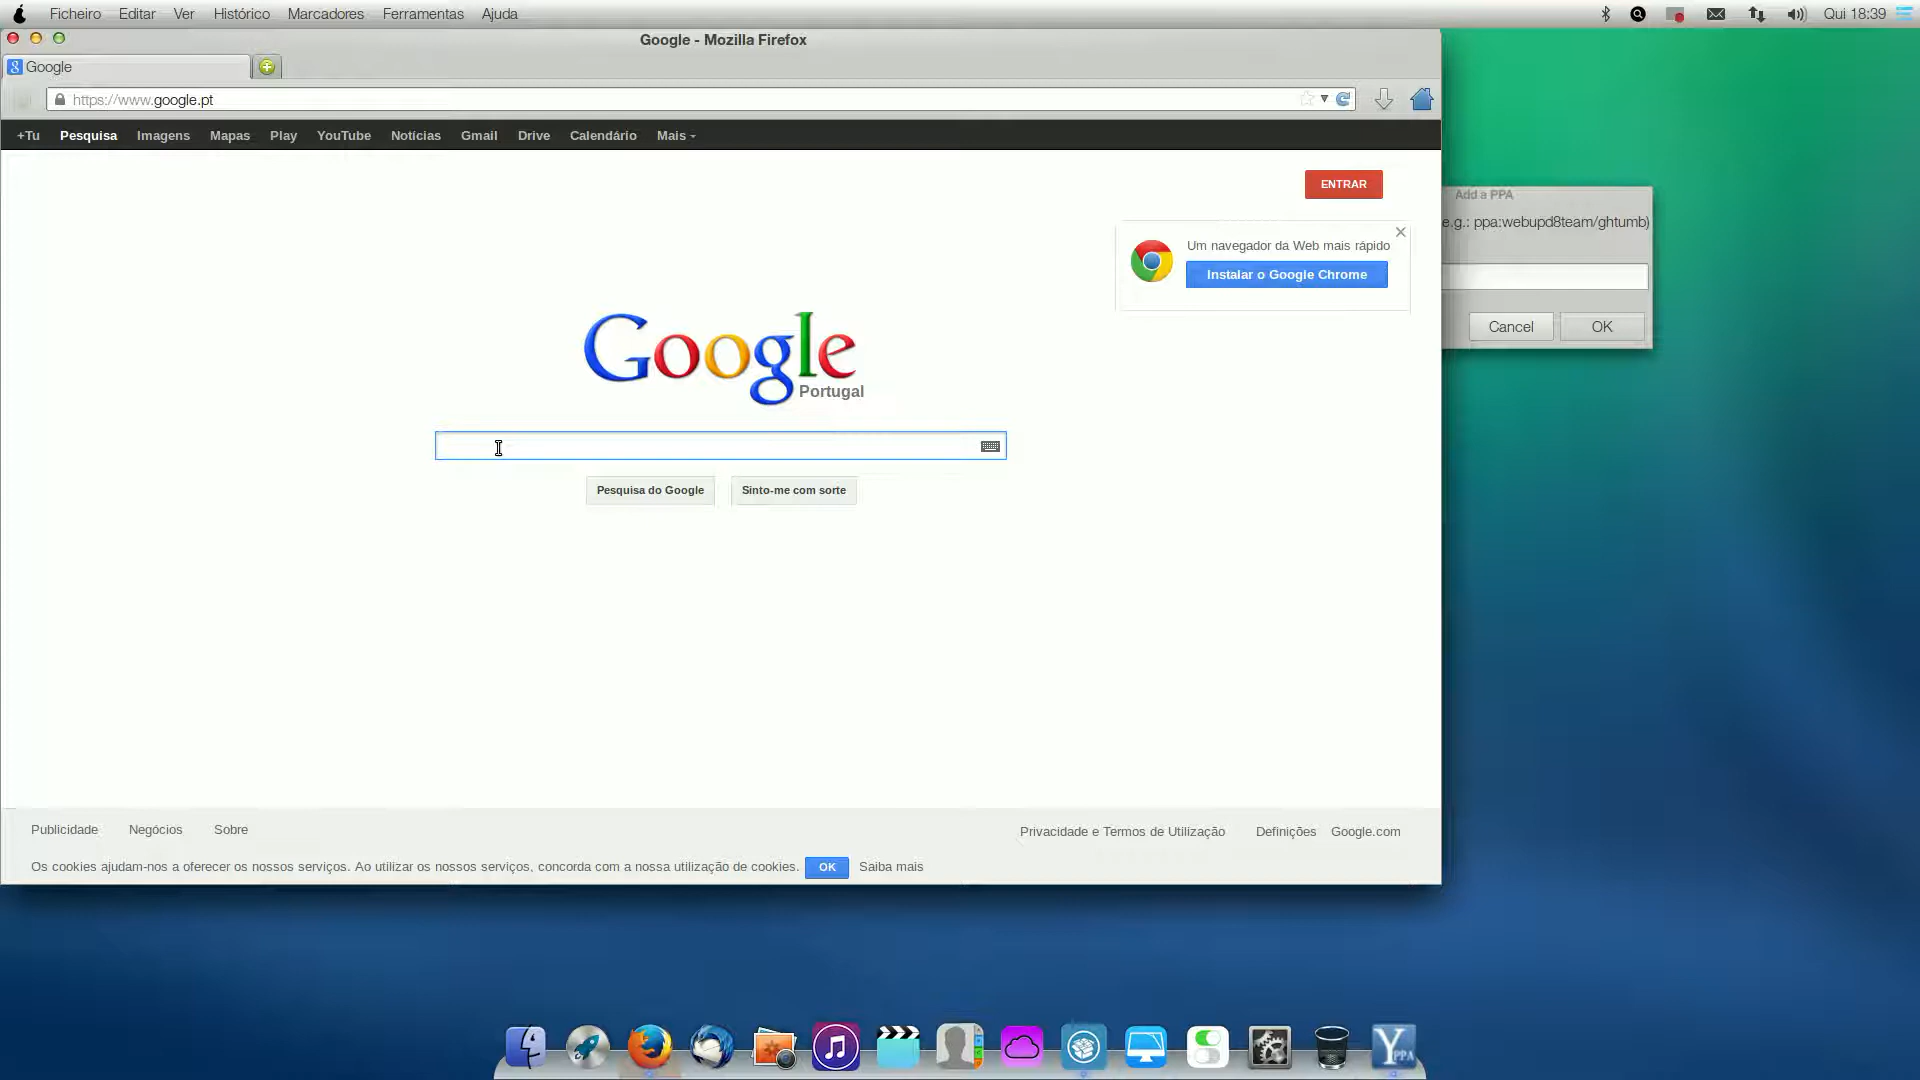 Ficheiro Editar Ver Histórico Marcadores Ferramentas Ajuda
Qui 18:39
Google - Mozilla Firefox
Google
https://www.google.pt
+Tu Pesquisa Imagens Mapas Play YouTube Notícias Gmail Drive Calendário Mais
ENTRAR
Add a PPA
e.g.: ppa:webupd8team/ghtumb)
Um navegador da Web mais rápido
Instalar o Google Chrome
Cancel OK
Google
Portugal
Pesquisa do Google Sinto-me com sorte
Publicidade Negócios Sobre
Privacidade e Termos de Utilização Definições Google.com
Os cookies ajudam-nos a oferecer os nossos serviços. Ao utilizar os nossos serviços, concorda com a nossa utilização de cookies. OK Saiba mais
Y PPA